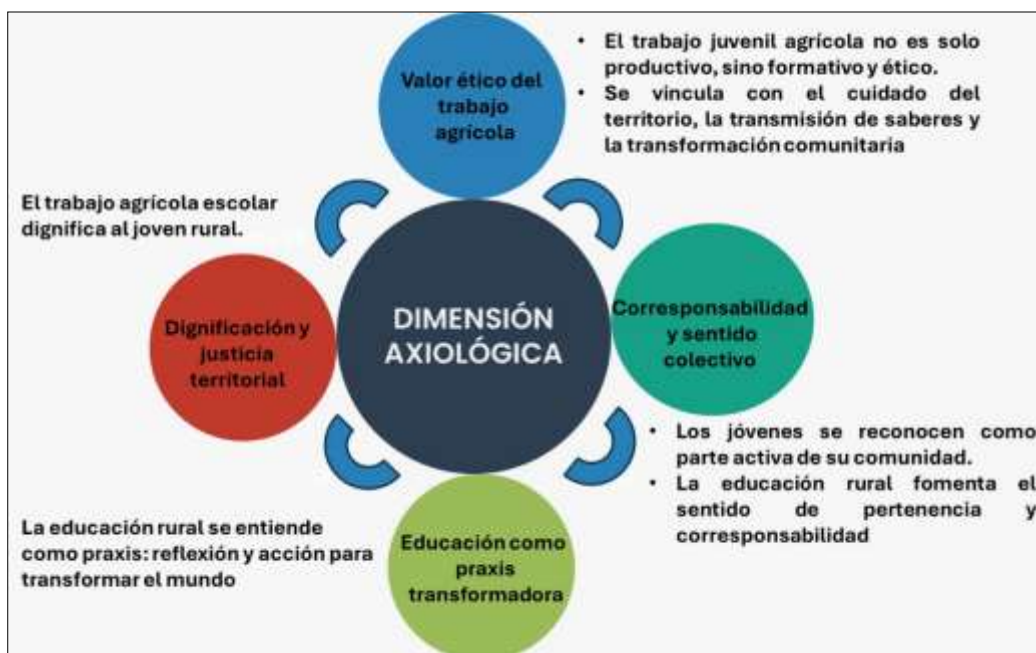 Valor ético del
trabajo
agrícola
• El trabajo juvenil agrícola no es solo
productivo, sino formativo y ético.
• Se vincula con el cuidado del
territorio, la transmisión de saberes y
la transformación comunitaria
El trabajo agrícola escolar
dignifica al joven rural.
Dignificación y
justicia
territorial
DIMENSIÓN
AXIOLÓGICA
Corresponsabilidad
y sentido
colectivo
• Los jóvenes se reconocen como
parte activa de su comunidad.
• La educación rural fomenta el
sentido de pertenencia y
corresponsabilidad
La educación rural se entiende
como praxis: reflexión y acción para
transformar el mundo
Educación como
praxis
transformadora